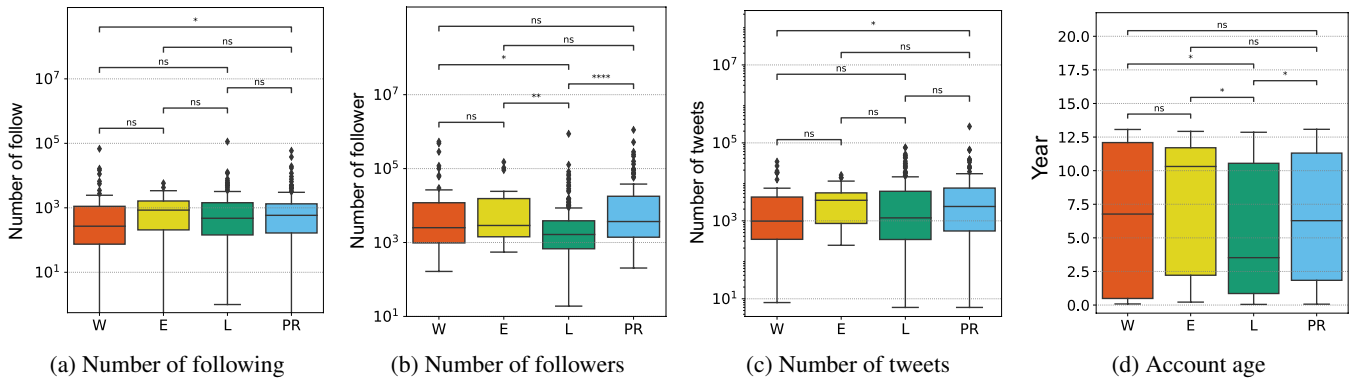 *
ns
ns
ns
ns
ns
10^7
10^5
10^3
10^1
Number of follow
W E L PR
(a) Number of following
ns
ns
*
****
**
ns
10^7
10^5
10^3
10^1
Number of follower
W E L PR
(b) Number of followers
*
ns
ns
ns
ns
ns
10^7
10^5
10^3
10^1
Number of tweets
W E L PR
(c) Number of tweets
ns
ns
*
*
*
ns
20.0
17.5
15.0
12.5
10.0
7.5
5.0
2.5
0.0
Year
W E L PR
(d) Account age